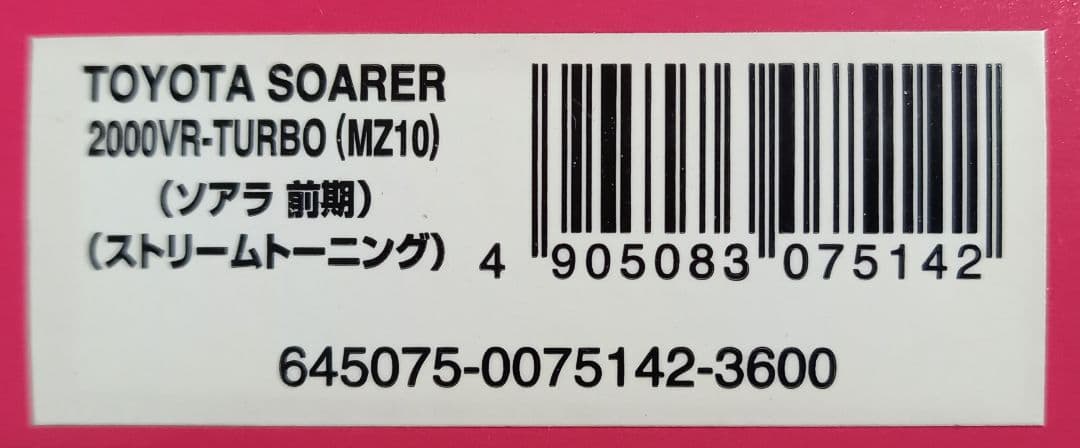 TOYOTA SOARER
2000VR-TURBO (MZ10)
(ソアラ 前期)
(ストリームトーニング)
4 905083 075142
645075-0075142-3600